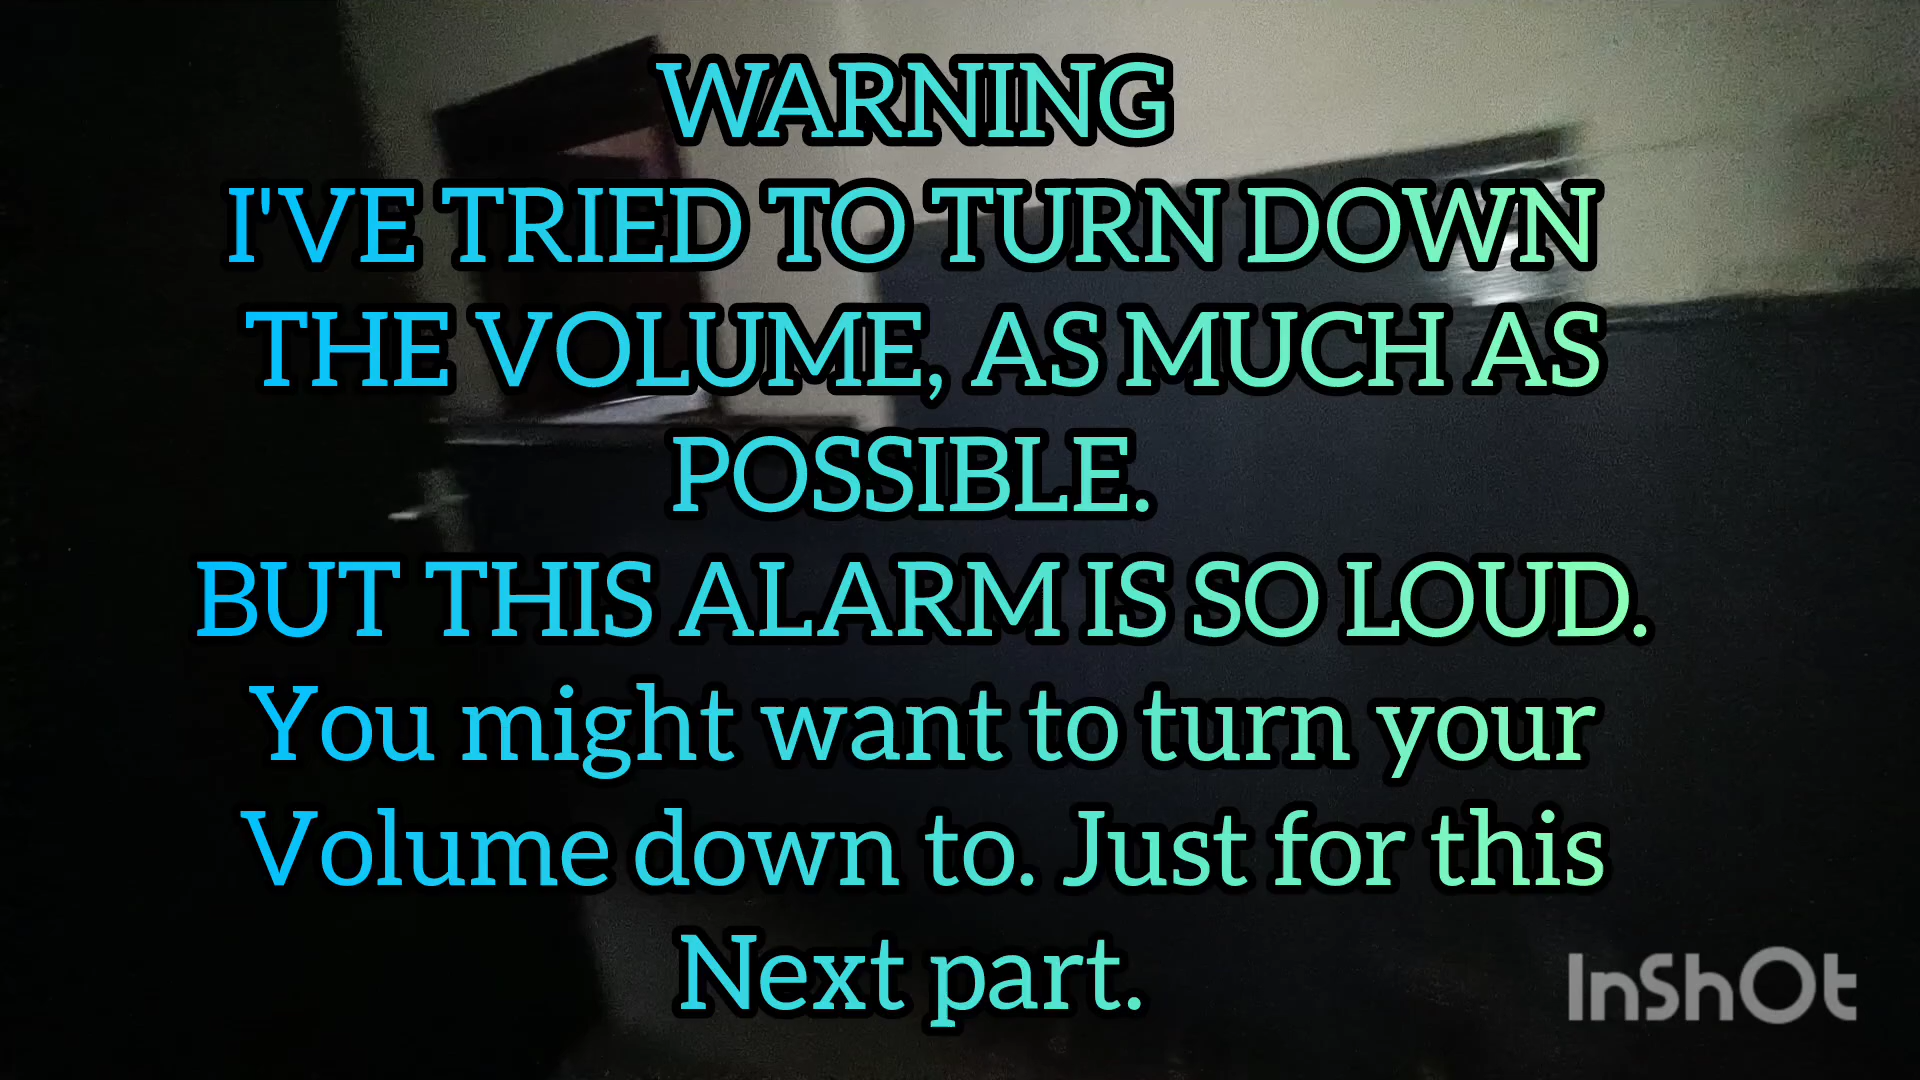 WARNING
I'VE TRIED TO TURN DOWN
THE VOLUME, AS MUCH AS
POSSIBLE.
BUT THIS ALARM IS SO LOUD.
You might want to turn your
Volume down to. Just for this
Next part.
InShOt